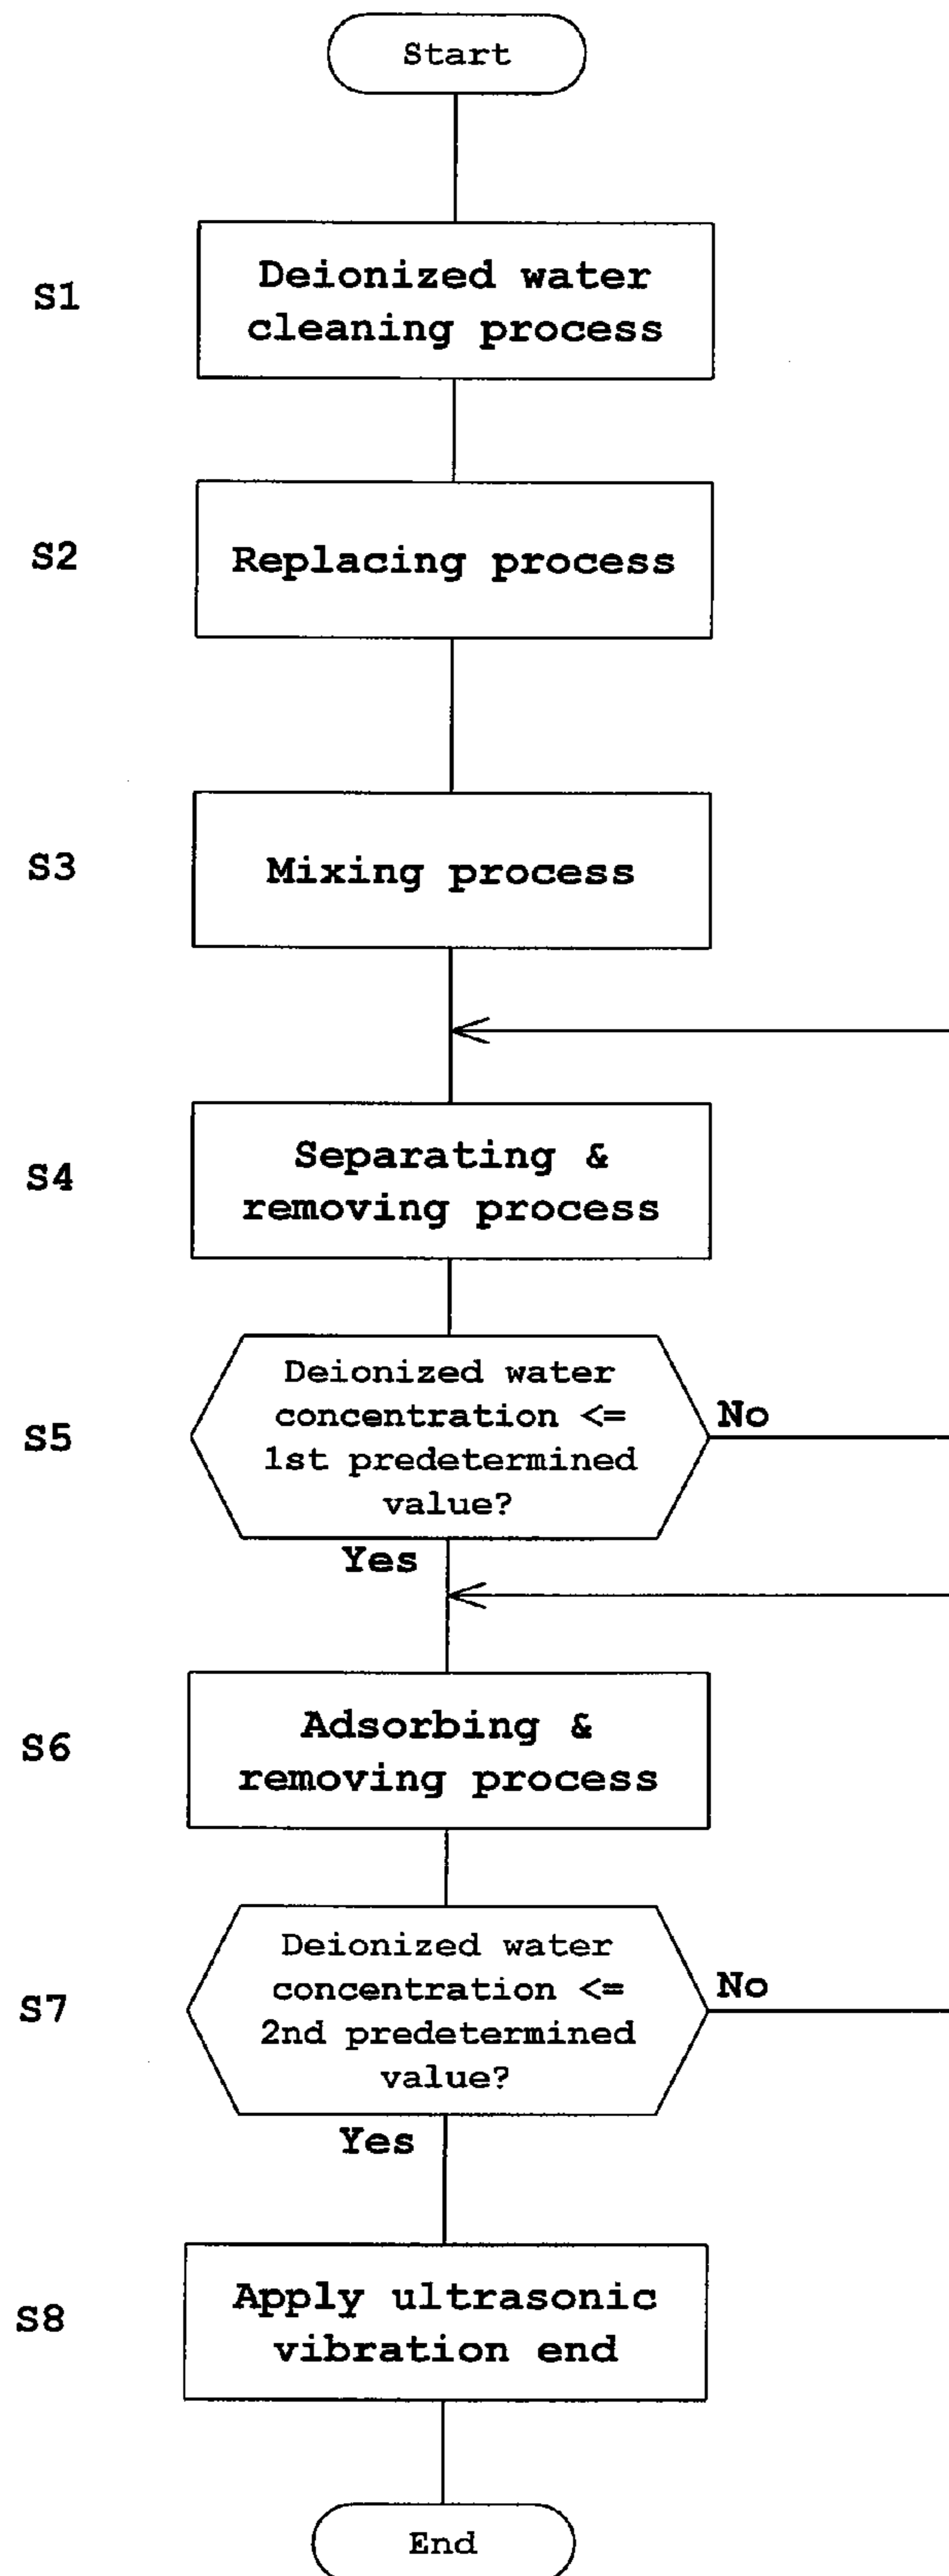 Start
S1
Deionized water
cleaning process
S2
Replacing process
S3
Mixing process
S4
Separating &
removing process
S5
Deionized water
concentration <=
1st predetermined
value?
No
Yes
S6
Adsorbing &
removing process
S7
Deionized water
concentration <=
2nd predetermined
value?
No
Yes
S8
Apply ultrasonic
vibration end
End